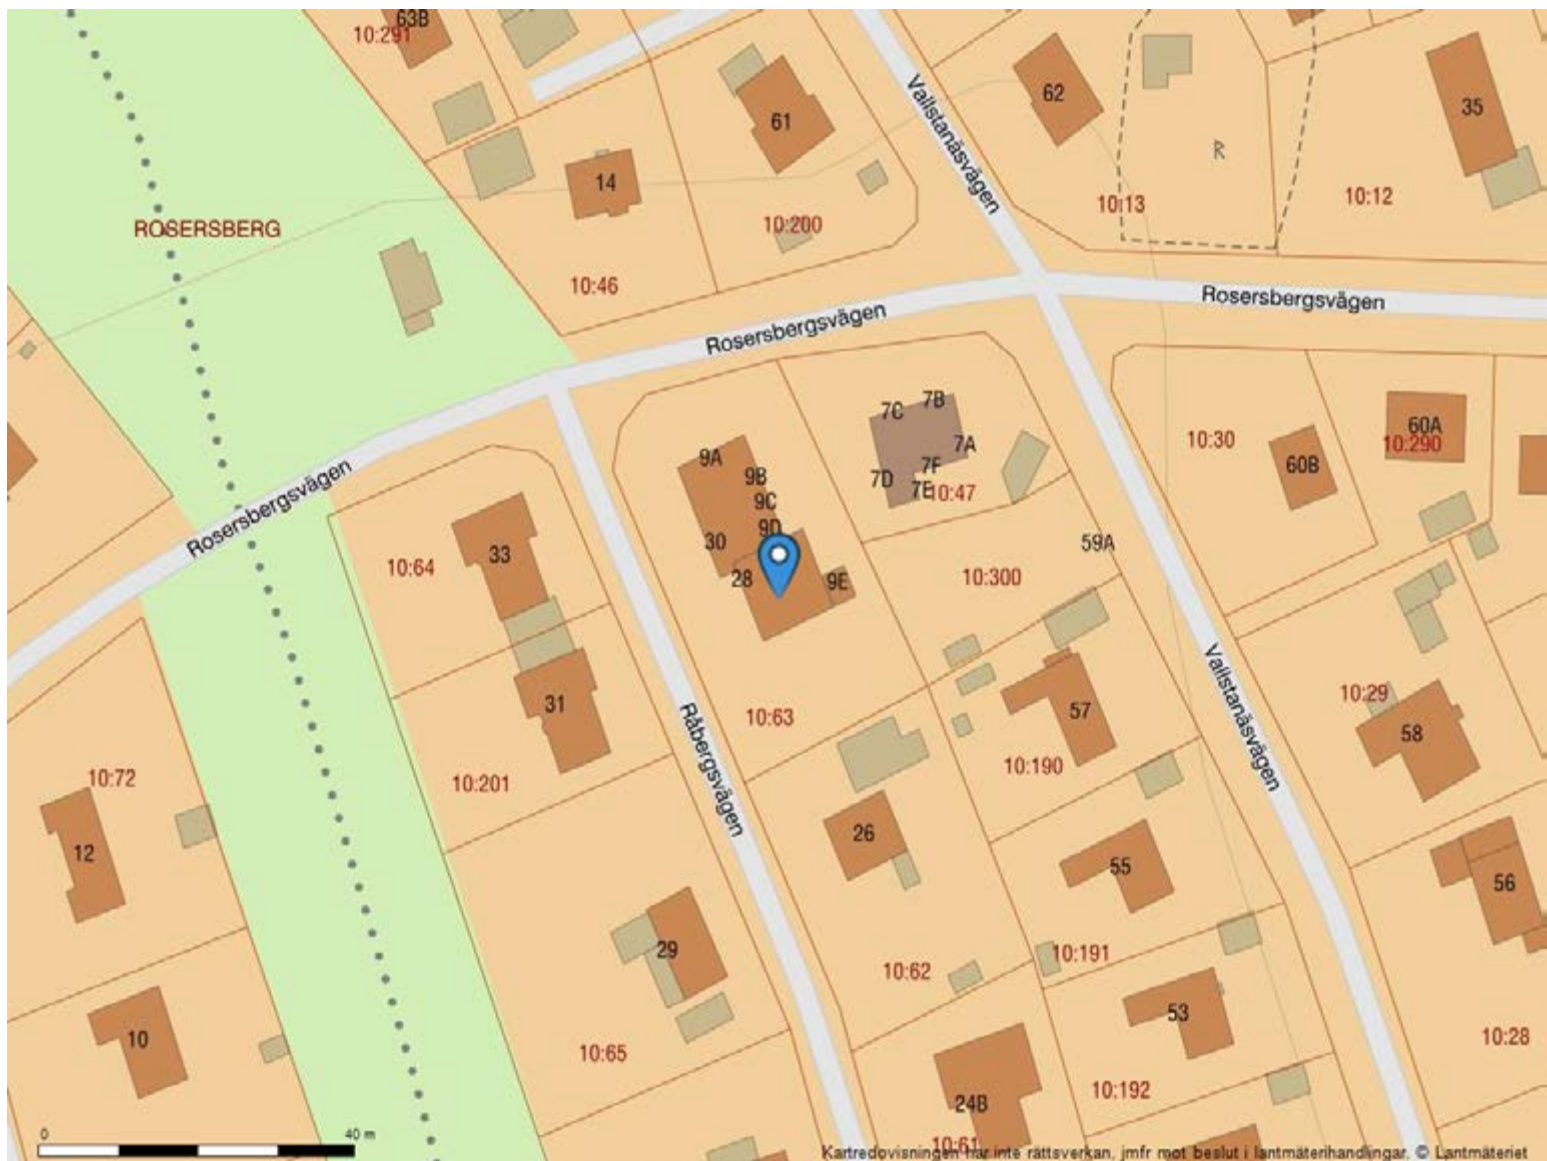 63B
10:291
61
Vallstanäsvägen
62
35
14
R
10:200
10:13
10:12
ROSERSBERG
10:46
Rosersbergsvägen
Rosersbergsvägen
7C
7B
7A
7F
7D
7E
10:47
9A
9B
9C
9D
30
28
9E
10:30
60A
10:290
60B
Rosersbergsvägen
10:64
33
59A
10:300
31
10:63
Råbergsvägen
57
Vallstanäsvägen
10:29
58
10:72
10:201
10:190
12
26
55
56
29
10:62
10:191
10
10:65
53
10:28
24B
10:192
10:61
0
40 m
Kartredovisningen har inte rättsverkan, jmfr mot beslut i lantmäterihandlingar. © Lantmäteriet